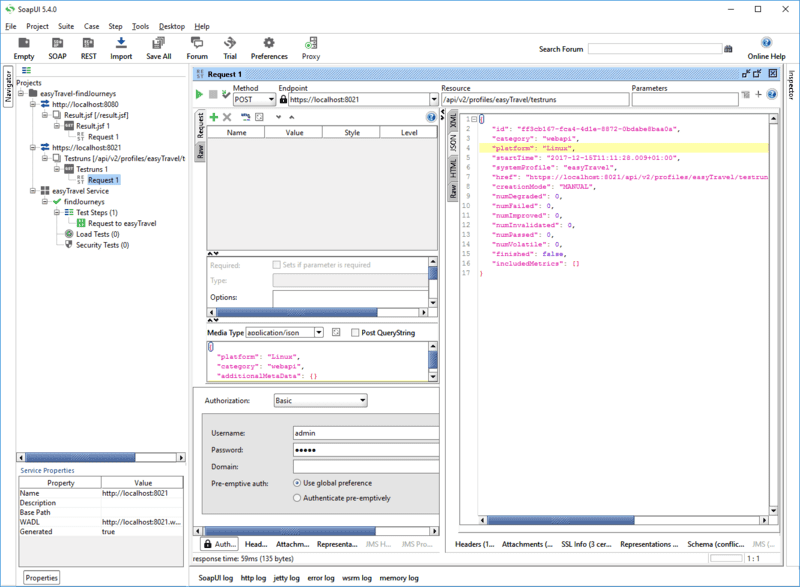 SoapUI 5.4.0
File Project Suite Case Step Tools Desktop Help
Empty SOAP REST Import Save All Forum Trial Preferences Proxy
Search Forum
Online Help
Navigator
Projects
easyTravel-findJourneys
http://localhost:8080
Result.jsf [/result.jsf]
Result.jsf 1
Request 1
https://localhost:8021
Testruns [/api/v2/profiles/easyTravel/t
Testruns 1
Request 1
easyTravel Service
findJourneys
Test Steps (1)
Request to easyTravel
Load Tests (0)
Security Tests (0)
Service Properties
Property Value
Name http://localhost:8021
Description
Base Path
WADL http://localhost:8021.w...
Generated true
Properties
Request 1
Method Endpoint Resource Parameters
POST https://localhost:8021 /api/v2/profiles/easyTravel/testruns
Request
Raw
Name Value Style Level
Required: Sets if parameter is required
Type:
Options:
Media Type application/json Post QueryString
{
"platform": "Linux",
"category": "webapi",
"additionalMetaData": {}
Authorization: Basic
Username: admin
Password: •••••
Domain:
Pre-emptive auth: Use global preference
Authenticate pre-emptively
Auth... Headers Attachm... Representa... JMS H... JMS Pro...
response time: 59ms (135 bytes)
XML
JSON
HTML
Raw
1 {
2 "id": "ff3cb167-fca4-4d1e-8872-0bdabe8baa0a",
3 "category": "webapi",
4 "platform": "Linux",
5 "startTime": "2017-12-15T11:11:28.009+01:00",
6 "systemProfile": "easyTravel",
7 "href": "https://localhost:8021/api/v2/profiles/easyTravel/testrun
8 "creationMode": "MANUAL",
9 "numDegraded": 0,
10 "numFailed": 0,
11 "numImproved": 0,
12 "numInvalidated": 0,
13 "numPassed": 0,
14 "numVolatile": 0,
15 "finished": false,
16 "includedMetrics": []
17 }
Headers (1... Attachments (... SSL Info (3 cer... Representations ... Schema (conflic... JMS (...
1 : 1
Inspector
SoapUI log http log jetty log error log wsrm log memory log